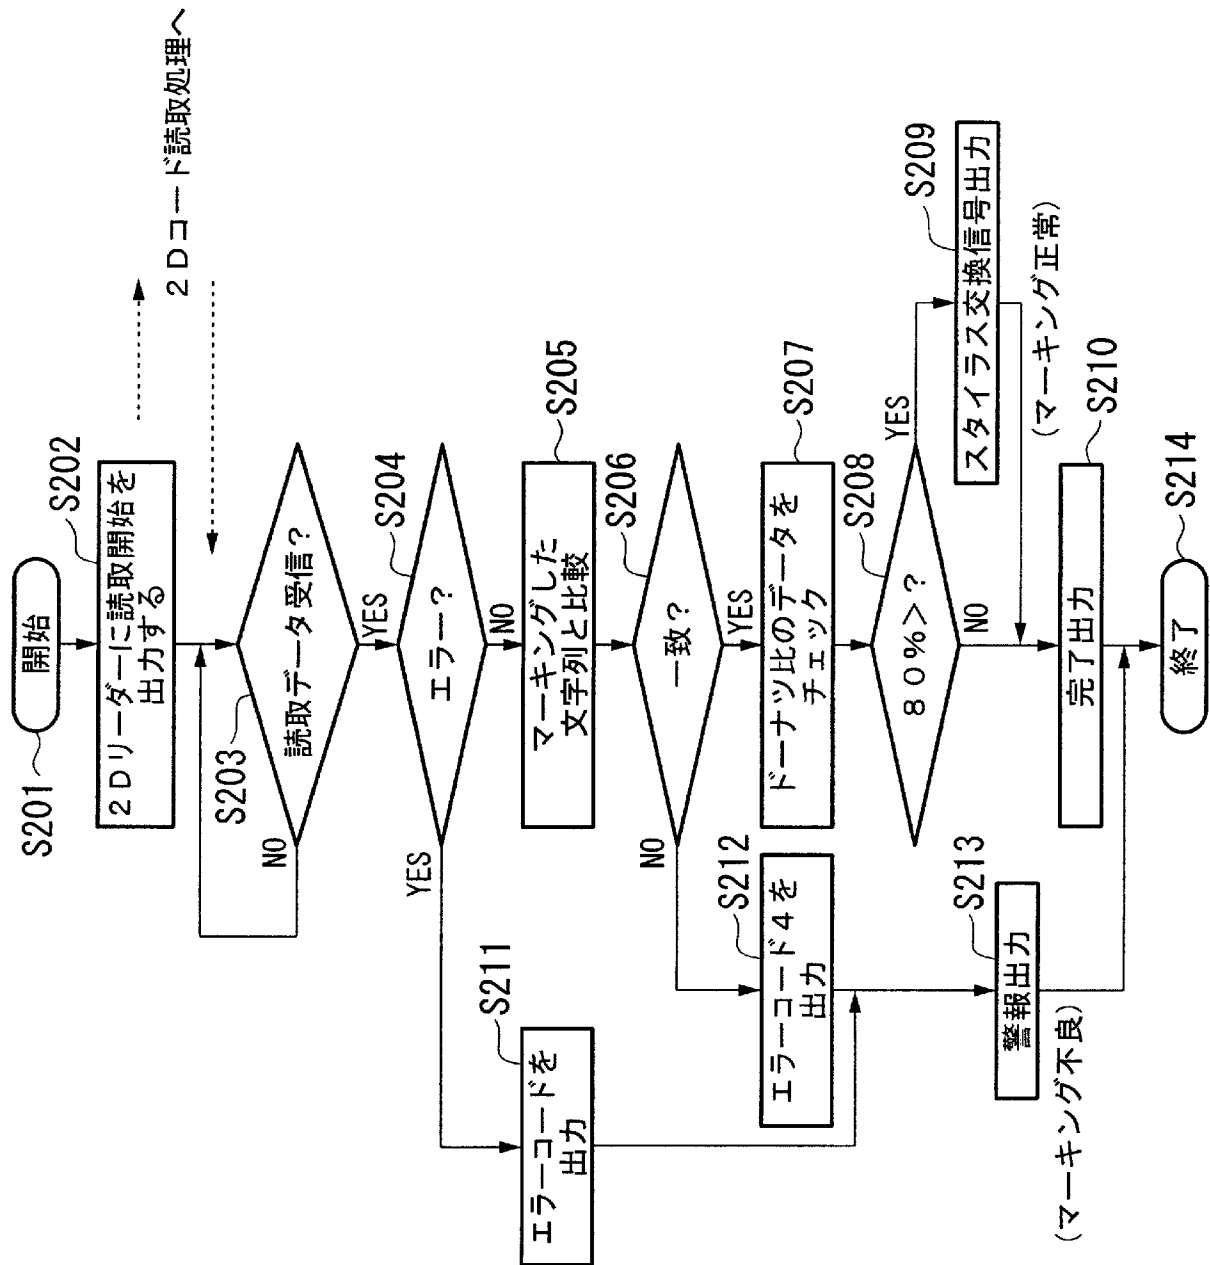 S201
開始
S202
2Dリーダーに読取開始を
出力する
2Dコード読取処理へ
S203
読取データ受信?
NO
YES
S204
エラー?
YES
NO
S205
マーキングした
文字列と比較
S206
一致?
NO
YES
S207
ドーナツ比のデータを
チェック
S208
80%>?
YES
NO
S209
スタイラス交換信号出力
(マーキング正常)
S210
完了出力
S211
エラーコードを
出力
S212
エラーコード4を
出力
S213
警報出力
(マーキング不良)
S214
終了